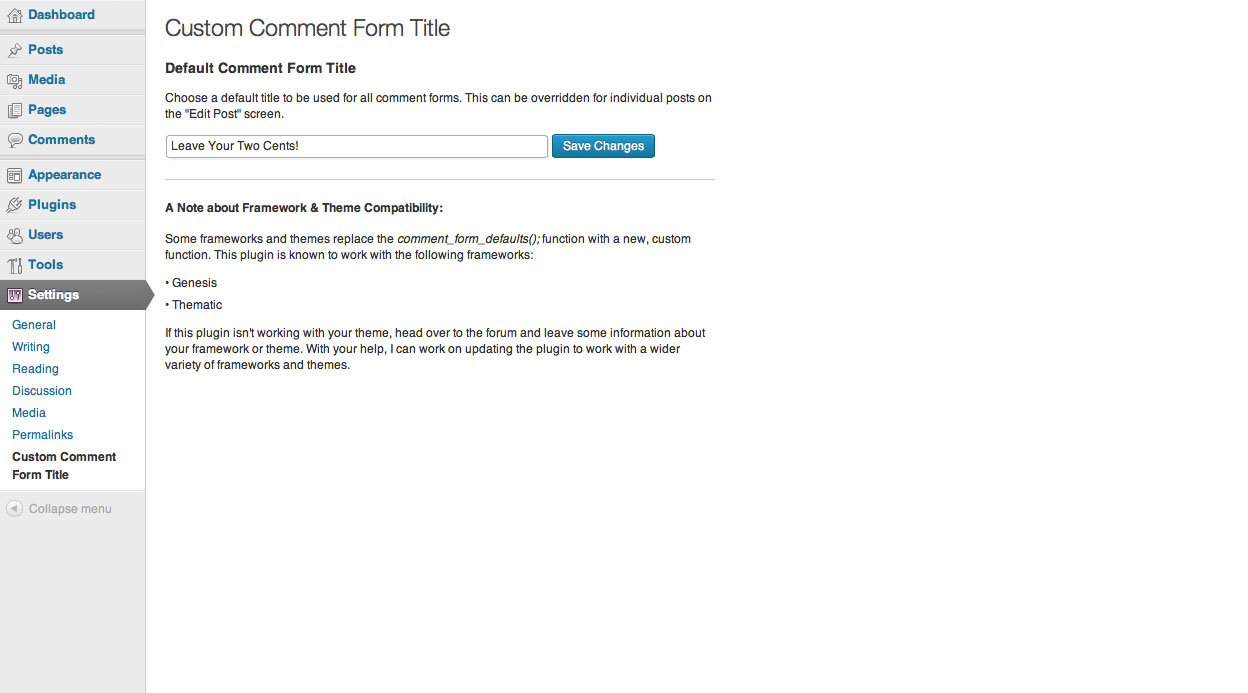 Dashboard
Posts
Media
Pages
Comments
Appearance
Plugins
Users
Tools
Settings
General
Writing
Reading
Discussion
Media
Permalinks
Custom Comment
Form Title
Collapse menu
Custom Comment Form Title
Default Comment Form Title
Choose a default title to be used for all comment forms. This can be overridden for individual posts on
the "Edit Post" screen.
Leave Your Two Cents!
Save Changes
A Note about Framework & Theme Compatibility:
Some frameworks and themes replace the comment_form_defaults(); function with a new, custom
function. This plugin is known to work with the following frameworks:
• Genesis
• Thematic
If this plugin isn't working with your theme, head over to the forum and leave some information about
your framework or theme. With your help, I can work on updating the plugin to work with a wider
variety of frameworks and themes.